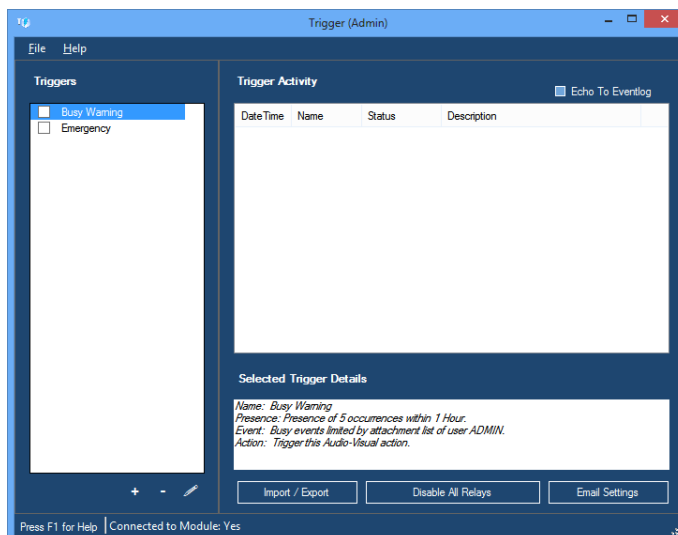 Trigger (Admin)
File Help
Triggers
Trigger Activity
Echo To Eventlog
Busy Warning
Emergency
DateTime Name Status Description
Selected Trigger Details
Name: Busy Warning
Presence: Presence of 5 occurrences within 1 Hour.
Event: Busy events limited by attachment list of user ADMIN.
Action: Trigger this Audio-Visual action.
+ -
Import / Export Disable All Relays Email Settings
Press F1 for Help Connected to Module: Yes